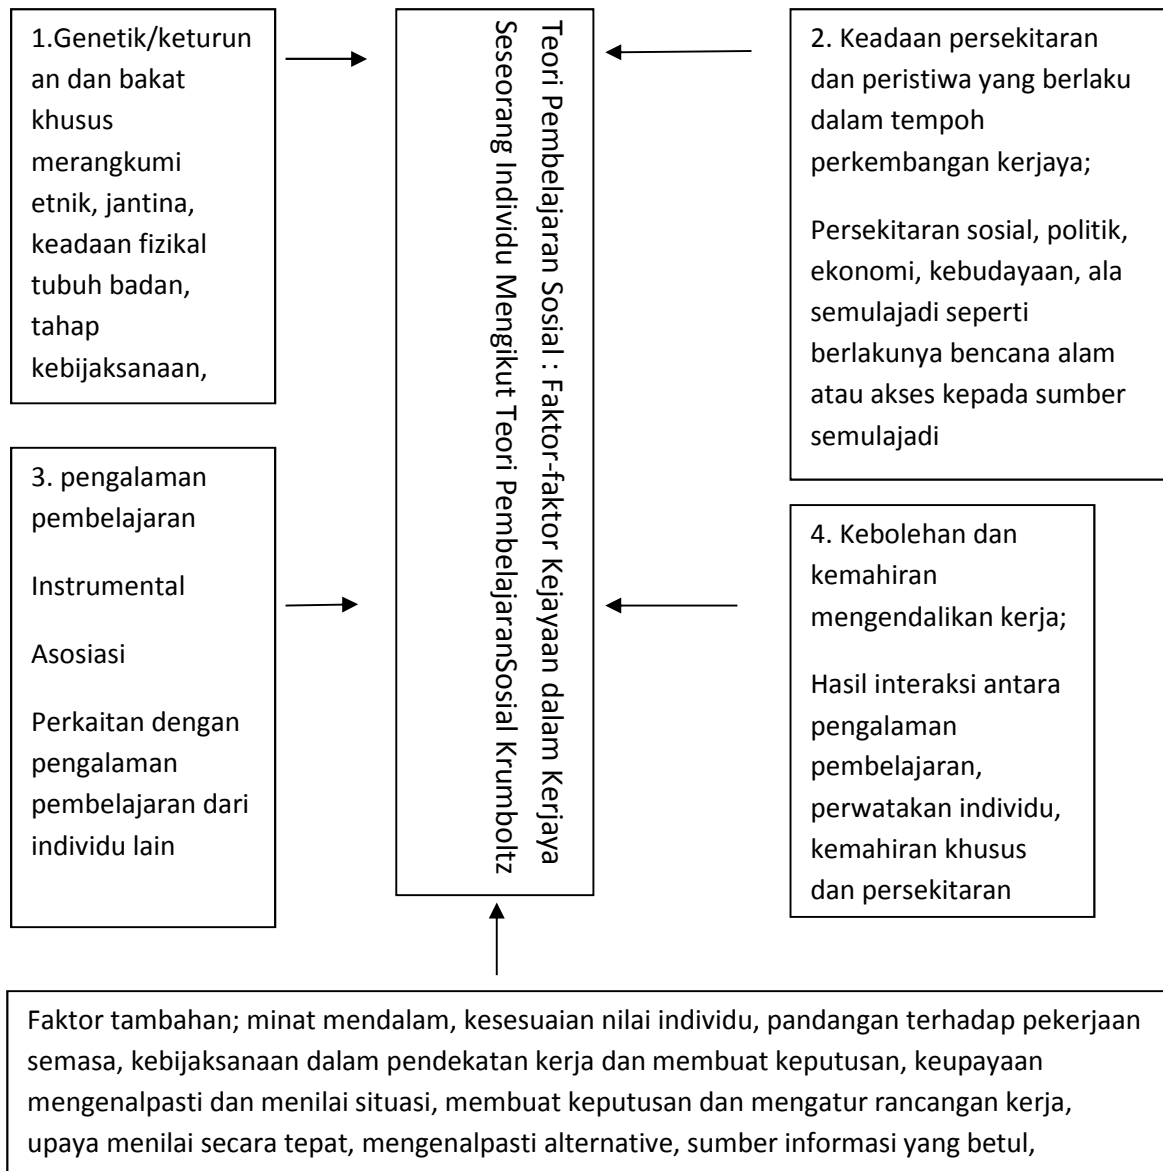 1.Genetik/keturun
an dan bakat
khusus
merangkumi
etnik, jantina,
keadaan fizikal
tubuh badan,
tahap
kebijaksanaan,
Teori Pembelajaran Sosial : Faktor-faktor Kejayaan dalam Kerjaya
Seseorang Individu Mengikut Teori PembelajaranSosial Krumboltz
2. Keadaan persekitaran
dan peristiwa yang berlaku
dalam tempoh
perkembangan kerjaya;
Persekitaran sosial, politik,
ekonomi, kebudayaan, ala
semulajadi seperti
berlakunya bencana alam
atau akses kepada sumber
semulajadi
3. pengalaman
pembelajaran
Instrumental
Asosiasi
Perkaitan dengan
pengalaman
pembelajaran dari
individu lain
4. Kebolehan dan
kemahiran
mengendalikan kerja;
Hasil interaksi antara
pengalaman
pembelajaran,
perwatakan individu,
kemahiran khusus
dan persekitaran
Faktor tambahan; minat mendalam, kesesuaian nilai individu, pandangan terhadap pekerjaan
semasa, kebijaksanaan dalam pendekatan kerja dan membuat keputusan, keupayaan
mengenalpasti dan menilai situasi, membuat keputusan dan mengatur rancangan kerja,
upaya menilai secara tepat, mengenalpasti alternative, sumber informasi yang betul,